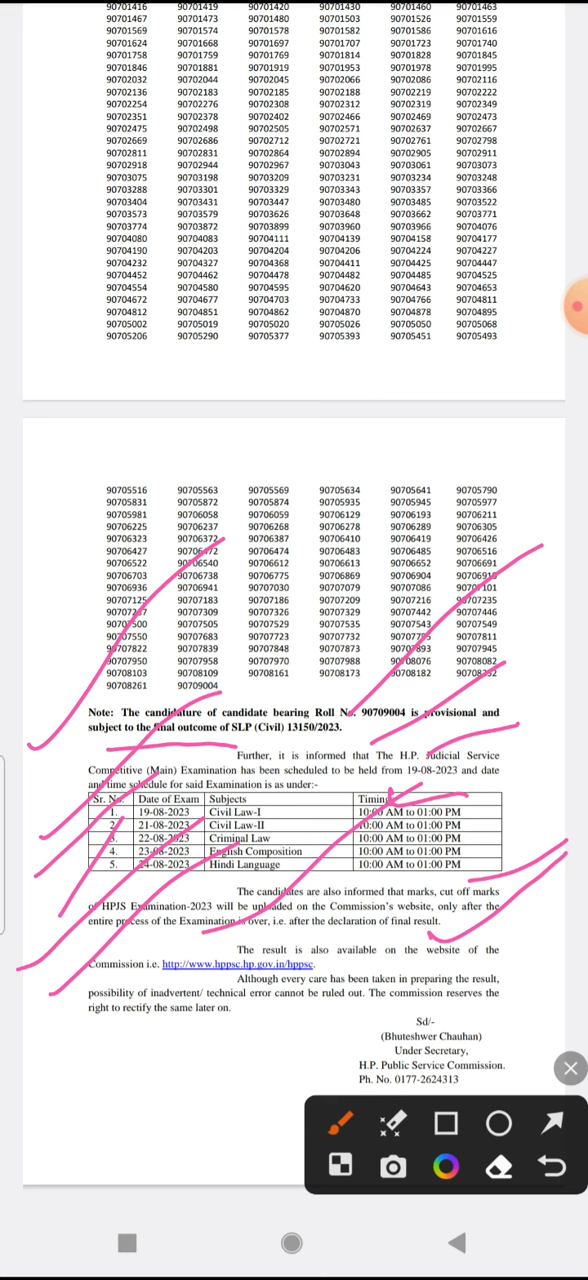 90701416 90701419 90701420 90701430 90701460 90701463
90701467 90701473 90701480 90701503 90701526 90701559
90701569 90701574 90701578 90701582 90701586 90701616
90701624 90701668 90701697 90701707 90701723 90701740
90701758 90701759 90701769 90701814 90701828 90701845
90701846 90701881 90701919 90701953 90701978 90701995
90702032 90702044 90702045 90702066 90702086 90702116
90702136 90702183 90702185 90702188 90702219 90702222
90702254 90702276 90702308 90702312 90702319 90702349
90702351 90702378 90702402 90702466 90702469 90702473
90702475 90702498 90702505 90702571 90702637 90702667
90702669 90702686 90702712 90702721 90702761 90702798
90702811 90702831 90702864 90702894 90702905 90702911
90702918 90702944 90702967 90703043 90703061 90703073
90703075 90703198 90703209 90703231 90703234 90703248
90703288 90703301 90703329 90703343 90703357 90703366
90703404 90703431 90703447 90703480 90703485 90703522
90703573 90703579 90703626 90703648 90703662 90703771
90703774 90703872 90703899 90703960 90703966 90704076
90704080 90704083 90704111 90704139 90704158 90704177
90704190 90704203 90704204 90704206 90704224 90704227
90704232 90704327 90704368 90704411 90704425 90704447
90704452 90704462 90704478 90704482 90704485 90704525
90704554 90704580 90704595 90704620 90704643 90704653
90704672 90704677 90704703 90704733 90704766 90704811
90704812 90704851 90704862 90704870 90704878 90704895
90705002 90705019 90705020 90705026 90705050 90705068
90705206 90705290 90705377 90705393 90705451 90705493
90705516 90705563 90705569 90705634 90705641 90705790
90705831 90705872 90705874 90705935 90705945 90705977
90705981 90706058 90706059 90706129 90706193 90706211
90706225 90706237 90706268 90706278 90706289 90706305
90706323 90706372 90706387 90706410 90706419 90706426
90706427 90706474 90706483 90706485 90706516
90706522 90706540 90706612 90706613 90706652 90706691
90706703 90706738 90706775 90706869 90706904
90706936 90706941 90707030 90707079 90707086 90707101
90707125 90707183 90707186 90707209 90707216 90707235
90707309 90707326 90707329 90707442 90707446
90707500 90707505 90707529 90707535 90707543 90707549
90707550 90707683 90707723 90707732 90707811
90707822 90707839 90707848 90707873 90707893 90707945
90707950 90707958 90707970 90707988 90708076 90708082
90708103 90708109 90708161 90708173 90708182
90708261 90709004
Note: The candidature of candidate bearing Roll No. 90709004 is provisional and
subject to the final outcome of SLP (Civil) 13150/2023.
Further, it is informed that The H.P. Judicial Service
Competitive (Main) Examination has been scheduled to be held from 19-08-2023 and date
and time schedule for said Examination is as under:-
Sr. No. Date of Exam Subjects Timing
1. 19-08-2023 Civil Law-I 10:00 AM to 01:00 PM
2. 21-08-2023 Civil Law-II 10:00 AM to 01:00 PM
3. 22-08-2023 Criminal Law 10:00 AM to 01:00 PM
4. 23-08-2023 English Composition 10:00 AM to 01:00 PM
5. 24-08-2023 Hindi Language 10:00 AM to 01:00 PM
The candidates are also informed that marks, cut off marks
of HPJS Examination-2023 will be uploaded on the Commission's website, only after the
entire process of the Examination is over, i.e. after the declaration of final result.
The result is also available on the website of the
Commission i.e. http://www.hppsc.hp.gov.in/hppsc.
Although every care has been taken in preparing the result,
possibility of inadvertent/ technical error cannot be ruled out. The commission reserves the
right to rectify the same later on.
Sd/-
(Bhuteshwer Chauhan)
Under Secretary,
H.P. Public Service Commission.
Ph. No. 0177-2624313